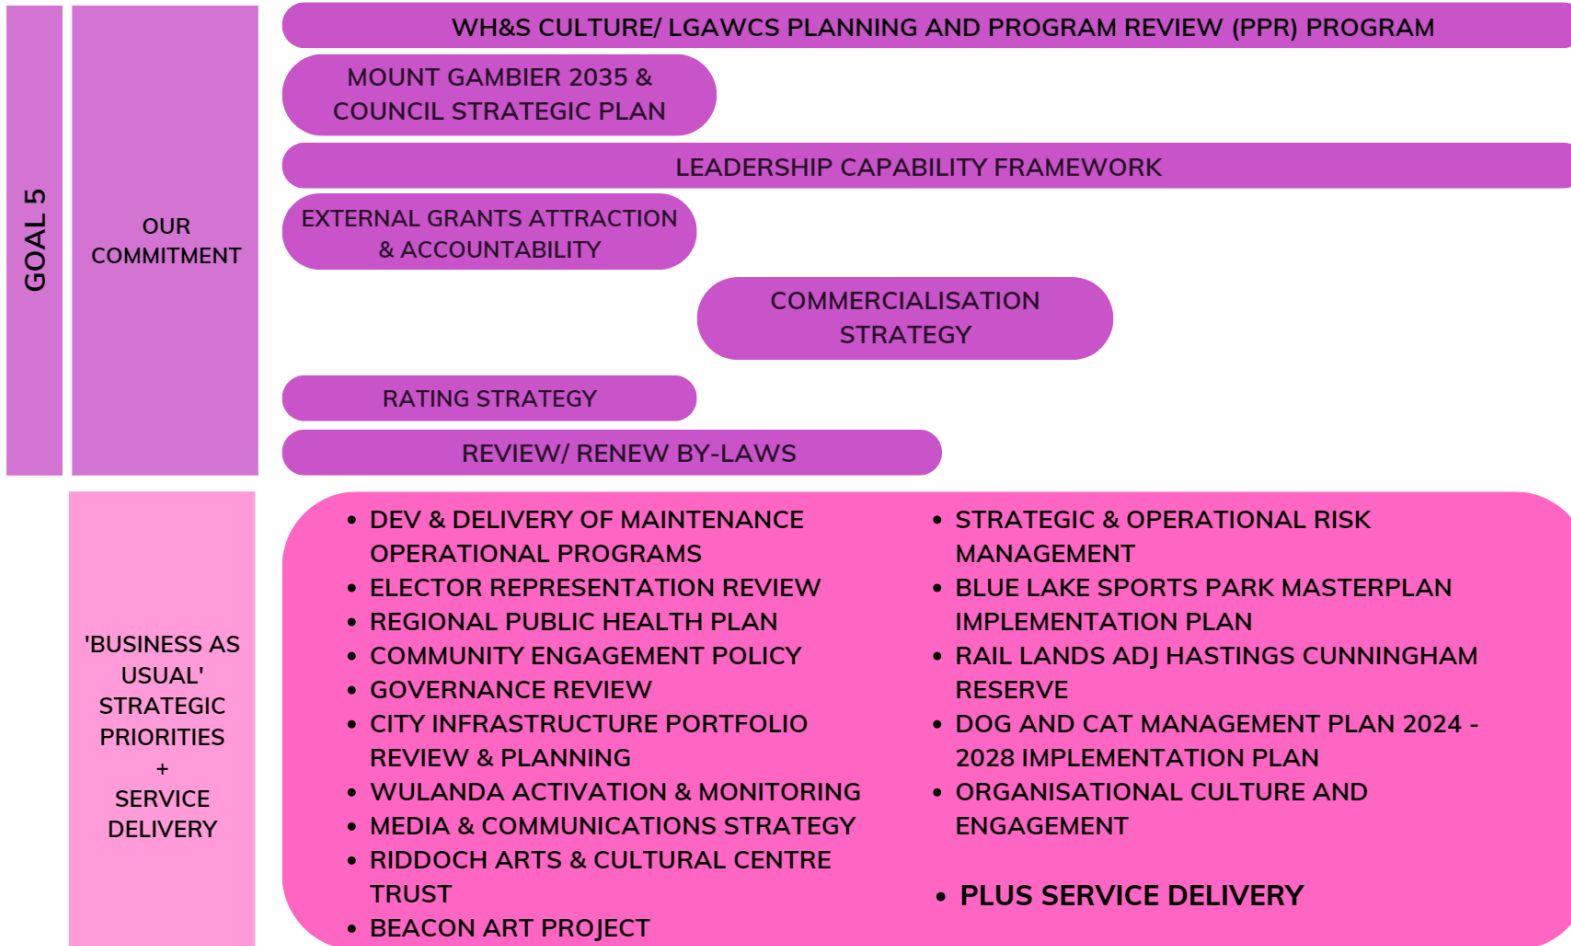 GOAL 5
OUR
COMMITMENT
WH&S CULTURE/ LGAWCS PLANNING AND PROGRAM REVIEW (PPR) PROGRAM
MOUNT GAMBIER 2035 &
COUNCIL STRATEGIC PLAN
LEADERSHIP CAPABILITY FRAMEWORK
EXTERNAL GRANTS ATTRACTION
& ACCOUNTABILITY
COMMERCIALISATION
STRATEGY
RATING STRATEGY
REVIEW/ RENEW BY-LAWS
'BUSINESS AS
USUAL'
STRATEGIC
PRIORITIES
+
SERVICE
DELIVERY
• DEV & DELIVERY OF MAINTENANCE
OPERATIONAL PROGRAMS
• ELECTOR REPRESENTATION REVIEW
• REGIONAL PUBLIC HEALTH PLAN
• COMMUNITY ENGAGEMENT POLICY
• GOVERNANCE REVIEW
• CITY INFRASTRUCTURE PORTFOLIO
REVIEW & PLANNING
• WULANDA ACTIVATION & MONITORING
• MEDIA & COMMUNICATIONS STRATEGY
• RIDDOCH ARTS & CULTURAL CENTRE
TRUST
• BEACON ART PROJECT
• STRATEGIC & OPERATIONAL RISK
MANAGEMENT
• BLUE LAKE SPORTS PARK MASTERPLAN
IMPLEMENTATION PLAN
• RAIL LANDS ADJ HASTINGS CUNNINGHAM
RESERVE
• DOG AND CAT MANAGEMENT PLAN 2024 -
2028 IMPLEMENTATION PLAN
• ORGANISATIONAL CULTURE AND
ENGAGEMENT
• PLUS SERVICE DELIVERY